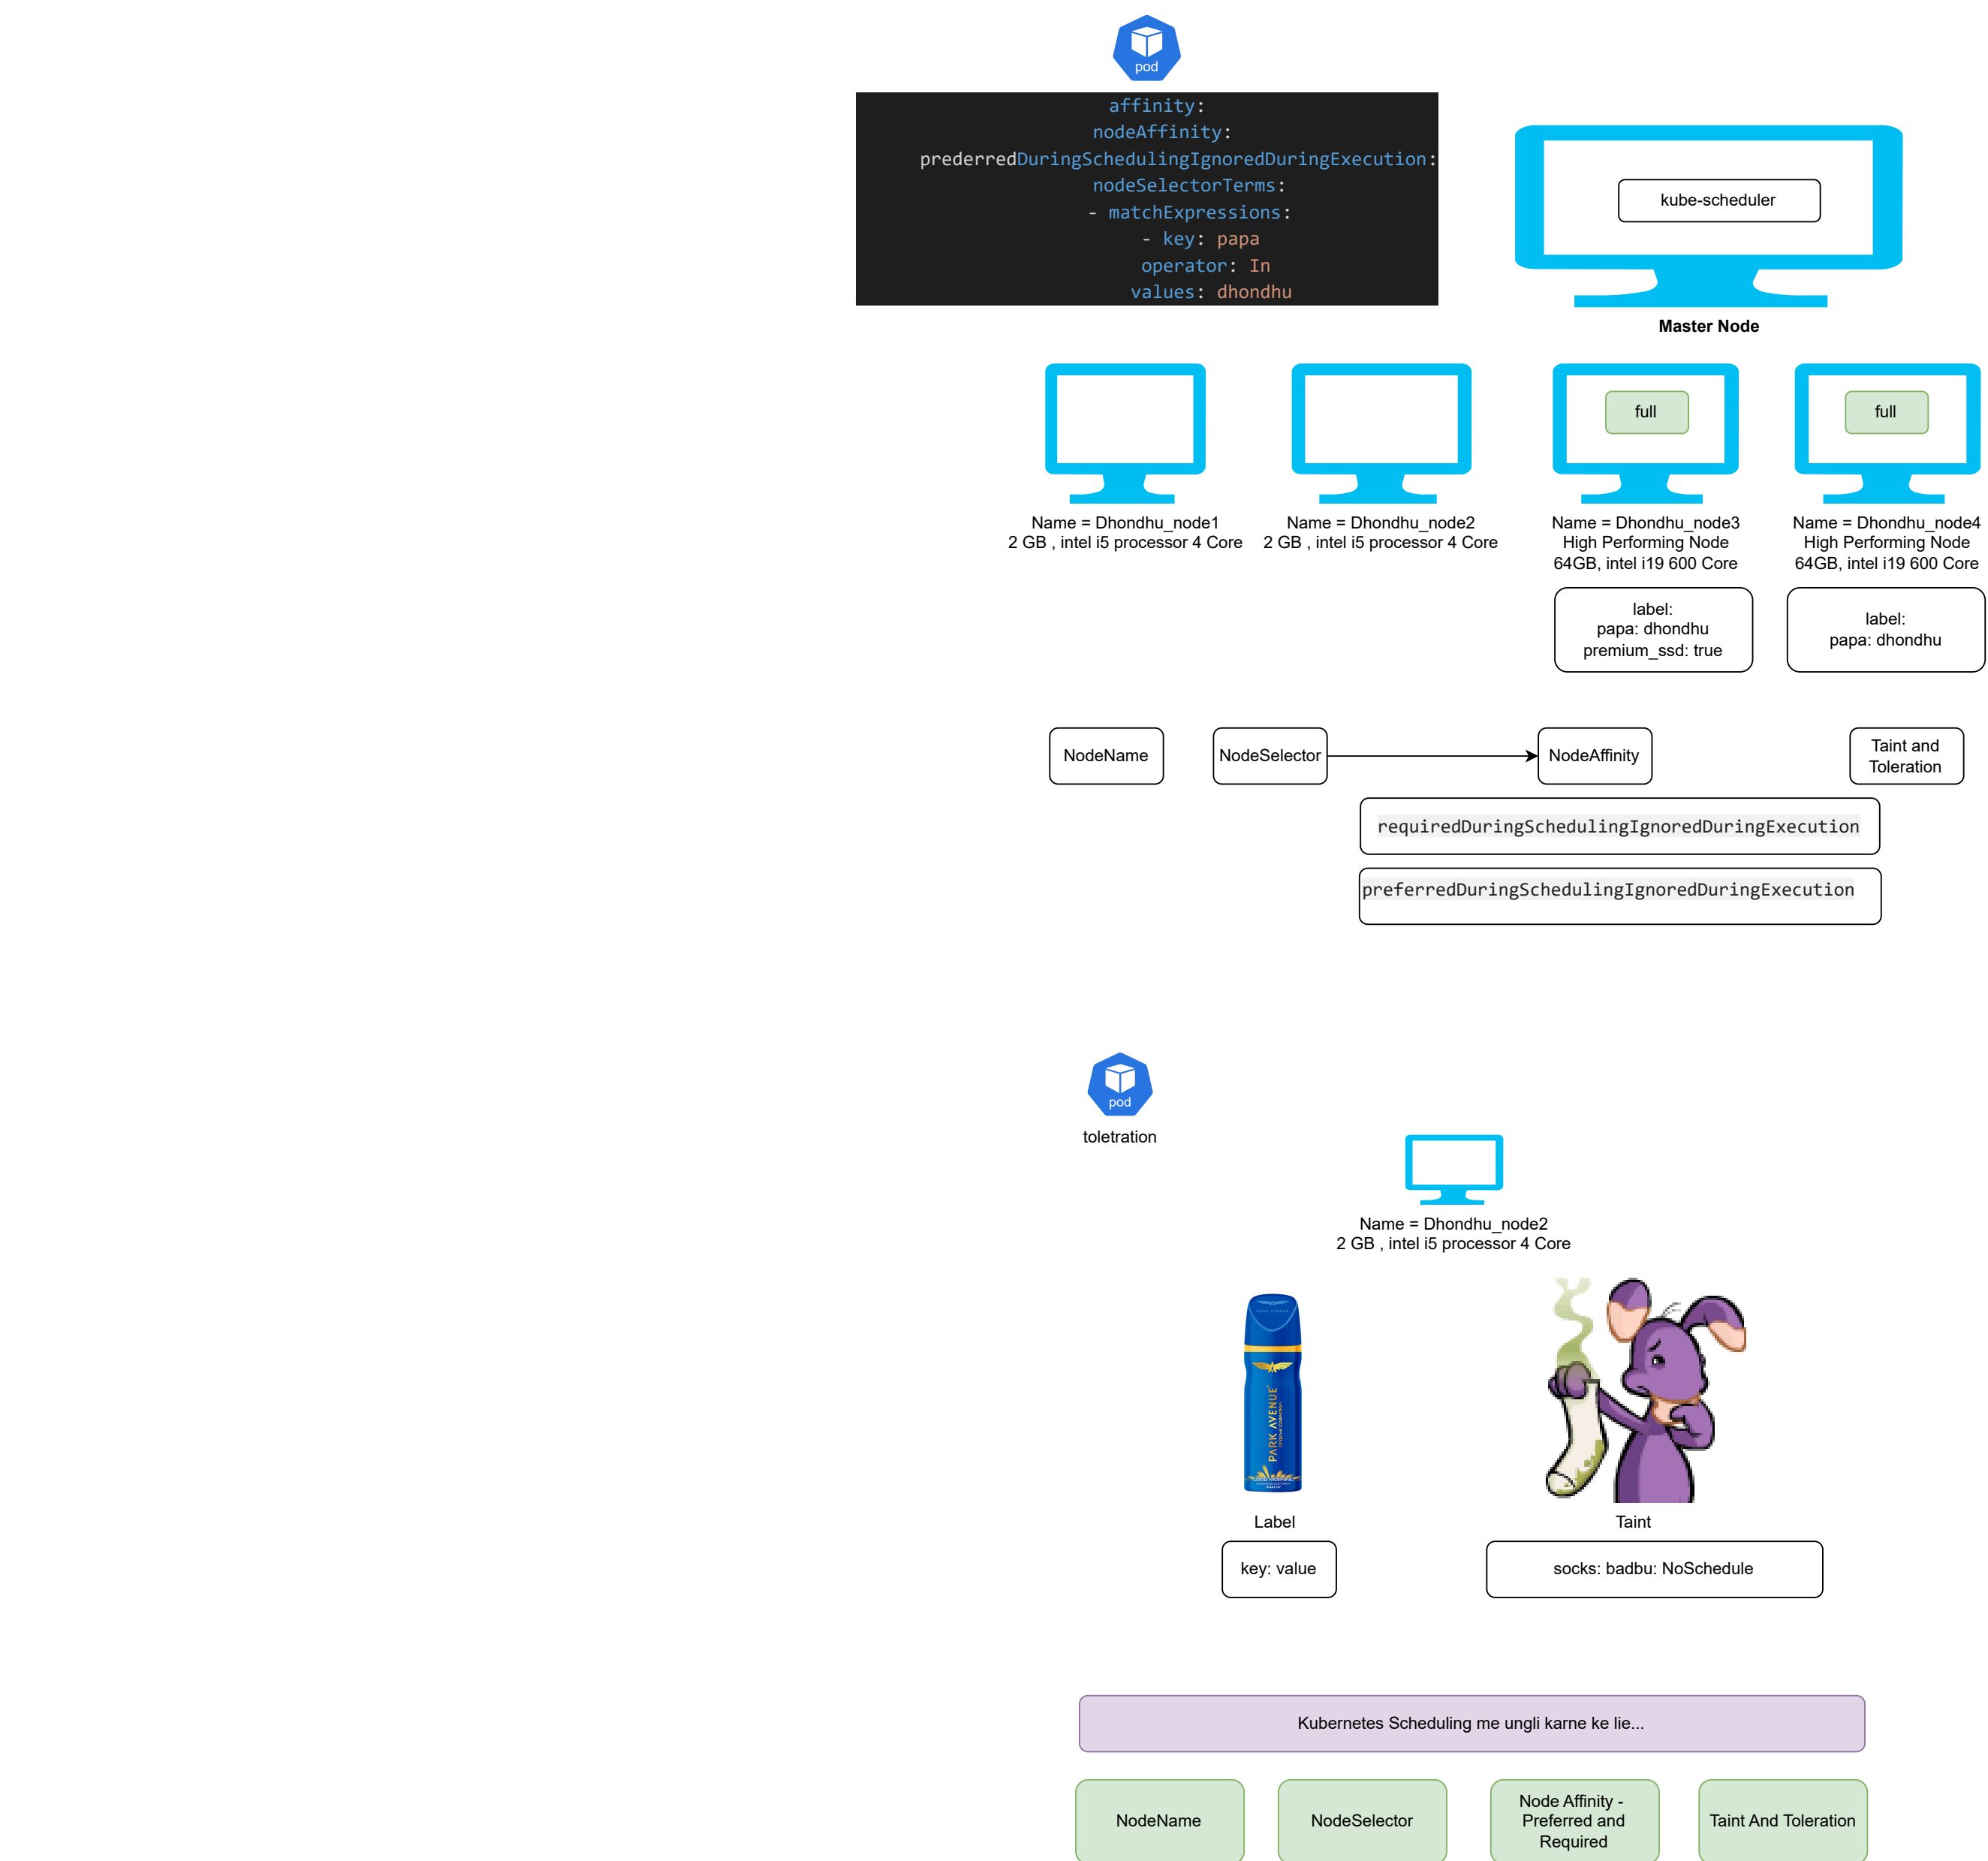 pod
affinity:
nodeAffinity:
prederredDuringSchedulingIgnoredDuringExecution:
nodeSelectorTerms:
- matchExpressions:
- key: papa
operator: In
values: dhondhu
kube-scheduler
Master Node
full
full
Name = Dhondhu_node1
2 GB , intel i5 processor 4 Core
Name = Dhondhu_node2
2 GB , intel i5 processor 4 Core
Name = Dhondhu_node3
High Performing Node
64GB, intel i19 600 Core
Name = Dhondhu_node4
High Performing Node
64GB, intel i19 600 Core
label:
papa: dhondhu
premium_ssd: true
label:
papa: dhondhu
NodeName
NodeSelector
NodeAffinity
Taint and
Toleration
requiredDuringSchedulingIgnoredDuringExecution
preferredDuringSchedulingIgnoredDuringExecution
pod
toletration
Name = Dhondhu_node2
2 GB , intel i5 processor 4 Core
PARK AVENUE
Label
Taint
key: value
socks: badbu: NoSchedule
Kubernetes Scheduling me ungli karne ke lie...
NodeName
NodeSelector
Node Affinity -
Preferred and
Required
Taint And Toleration